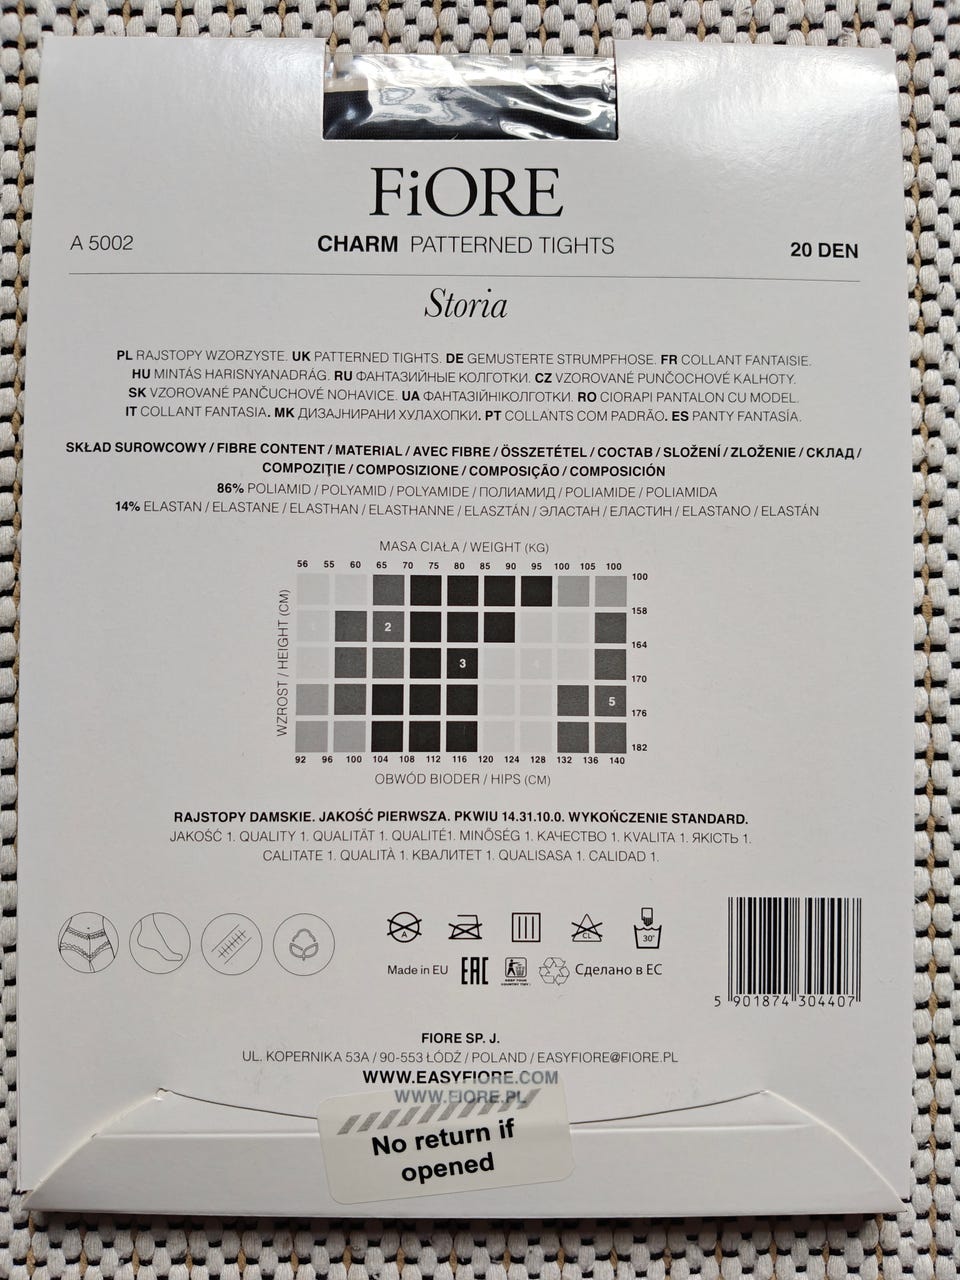 FiORE
A 5002 CHARM PATTERNED TIGHTS 20 DEN
Storia
PL RAJSTOPY WZORZYSTE. UK PATTERNED TIGHTS. DE GEMUSTERTE STRUMPFHOSE. FR COLLANT FANTAISIE.
HU MINTÁS HARISNYANADRÁG. RU ФАНТАЗИЙНЫЕ КОЛГОТКИ. CZ VZOROVANÉ PUNČOCHOVÉ KALHOTY.
SK VZOROVANÉ PANČUCHOVÉ NOHAVICE. UA ФАНТАЗІЙНІКОЛГОТКИ. RO CIORAPI PANTALON CU MODEL.
IT COLLANT FANTASIA. MK ДИЗАЈНИРАНИ ХУЛАХОПКИ. PT COLLANTS COM PADRÃO. ES PANTY FANTASÍA.
SKŁAD SUROWCOWY / FIBRE CONTENT / MATERIAL / AVEC FIBRE / ÖSSZETÉTEL / СОСТАВ / SLOŽENÍ / ZLOŽENIE / СКЛАД /
COMPOZIȚIE / COMPOSIZIONE / COMPOSIÇÃO / COMPOSICIÓN
86% POLIAMID / POLYAMID / POLYAMIDE / ПОЛИАМИД / POLIAMIDE / POLIAMIDA
14% ELASTAN / ELASTANE / ELASTHAN / ELASTHANNE / ELASZTÁN / ЭЛАСТАН / ЕЛАСТИН / ELASTANO / ELASTÁN
MASA CIAŁA / WEIGHT (KG)
56 55 60 65 70 75 80 85 90 95 100 105 100
WZROST / HEIGHT (CM)
100
158
1 2
164
3 4
170
5
176
182
92 96 100 104 108 112 116 120 124 128 132 136 140
OBWÓD BIODER / HIPS (CM)
RAJSTOPY DAMSKIE. JAKOŚĆ PIERWSZA. PKWIU 14.31.10.0. WYKOŃCZENIE STANDARD.
JAKOŚĆ 1. QUALITY 1. QUALITÄT 1. QUALITÉ1. MINŐSÉG 1. КАЧЕСТВО 1. KVALITA 1. ЯКІСТЬ 1.
CALITATE 1. QUALITÀ 1. КВАЛИТЕТ 1. QUALISASA 1. CALIDAD 1.
A CL 30°
Made in EU EAC KEEP YOUR COUNTRY TIDY Сделано в ЕС
5 901874 304407
FIORE SP. J.
UL. KOPERNIKA 53A / 90-553 ŁÓDŹ / POLAND / EASYFIORE@FIORE.PL
WWW.EASYFIORE.COM
WWW.FIORE.PL
No return if
opened